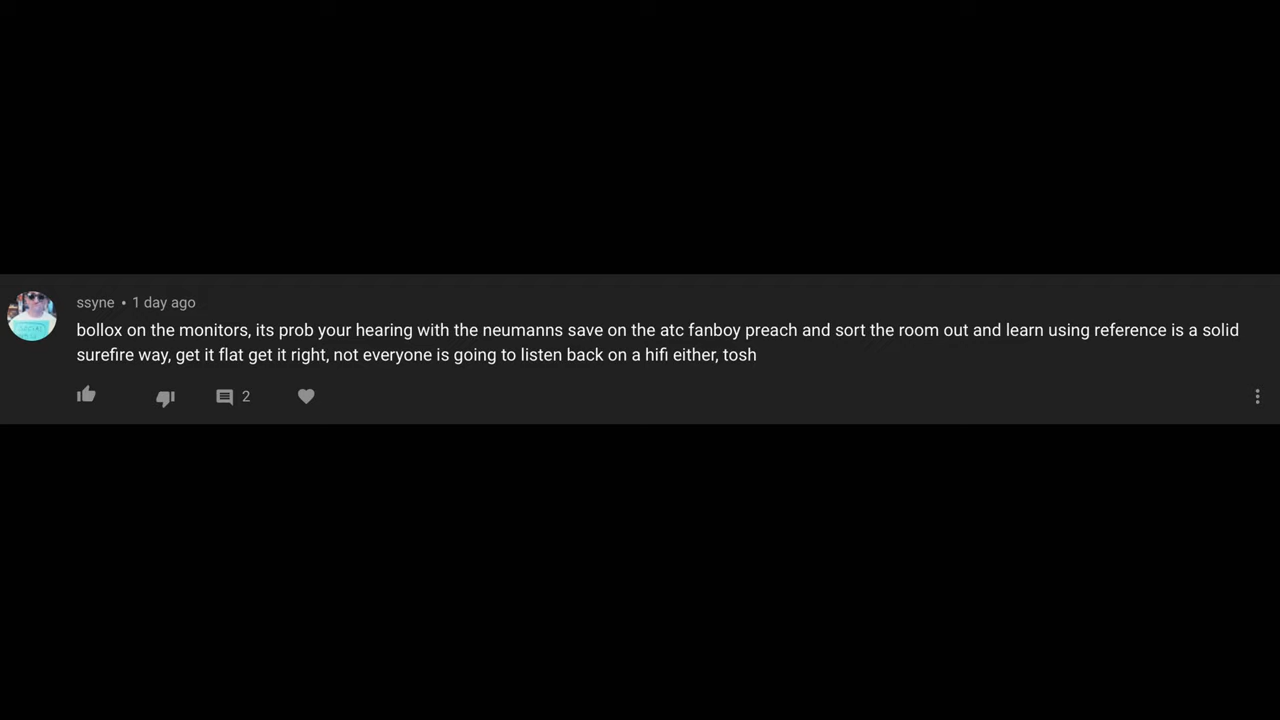 ssyne • 1 day ago
bollox on the monitors, its prob your hearing with the neumanns save on the atc fanboy preach and sort the room out and learn using reference is a solid
surefire way, get it flat get it right, not everyone is going to listen back on a hifi either, tosh
2